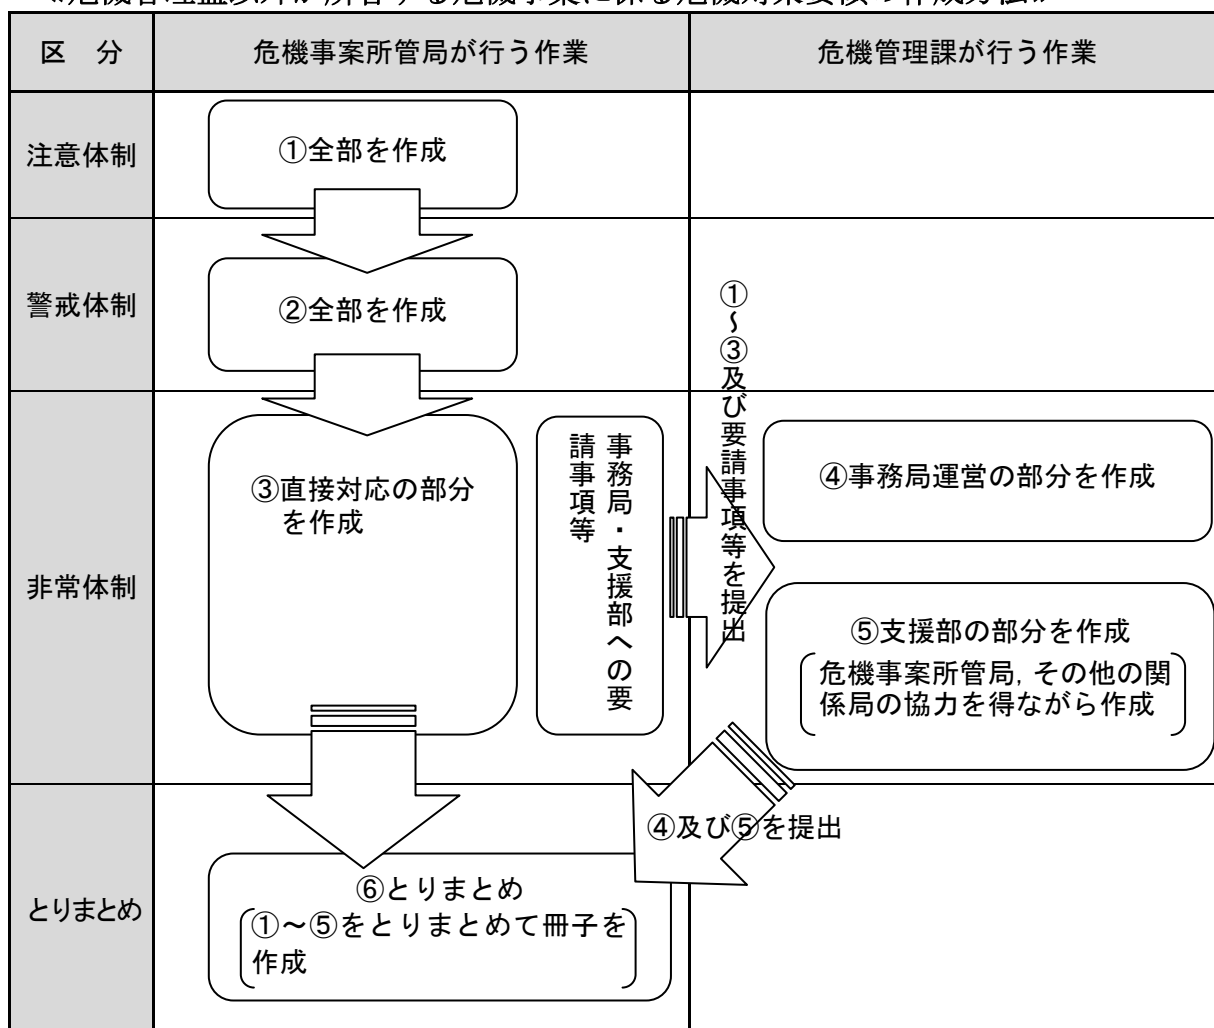 区 分
危機事案所管局が行う作業
危機管理課が行う作業
注意体制
①全部を作成
警戒体制
②全部を作成
非常体制
③直接対応の部分
を作成
事務局・支援部への要
請事項等
①～③及び要請事項等を提出
④事務局運営の部分を作成
⑤支援部の部分を作成
危機事案所管局，その他の関
係局の協力を得ながら作成
④及び⑤を提出
とりまとめ
⑥とりまとめ
①～⑤をとりまとめて冊子を
作成